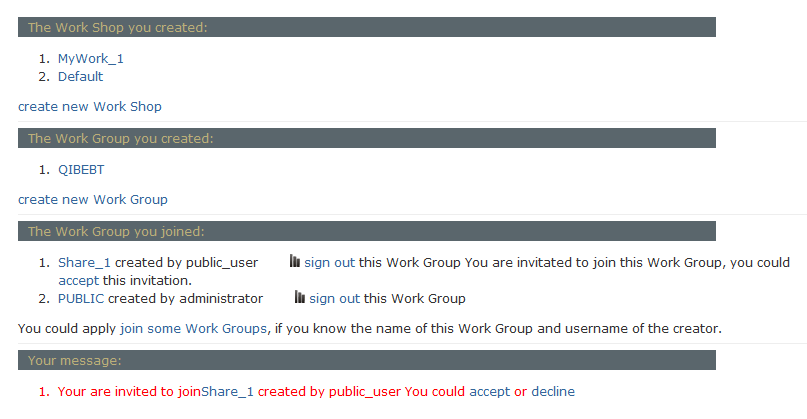 The Work Shop you created:
1. MyWork_1
2. Default
create new Work Shop
The Work Group you created:
1. QIBEBT
create new Work Group
The Work Group you joined:
1. Share_1 created by public_user sign out this Work Group You are invitated to join this Work Group, you could
accept this invitation.
2. PUBLIC created by administrator sign out this Work Group
You could apply join some Work Groups, if you know the name of this Work Group and username of the creator.
Your message:
1. Your are invited to joinShare_1 created by public_user You could accept or decline